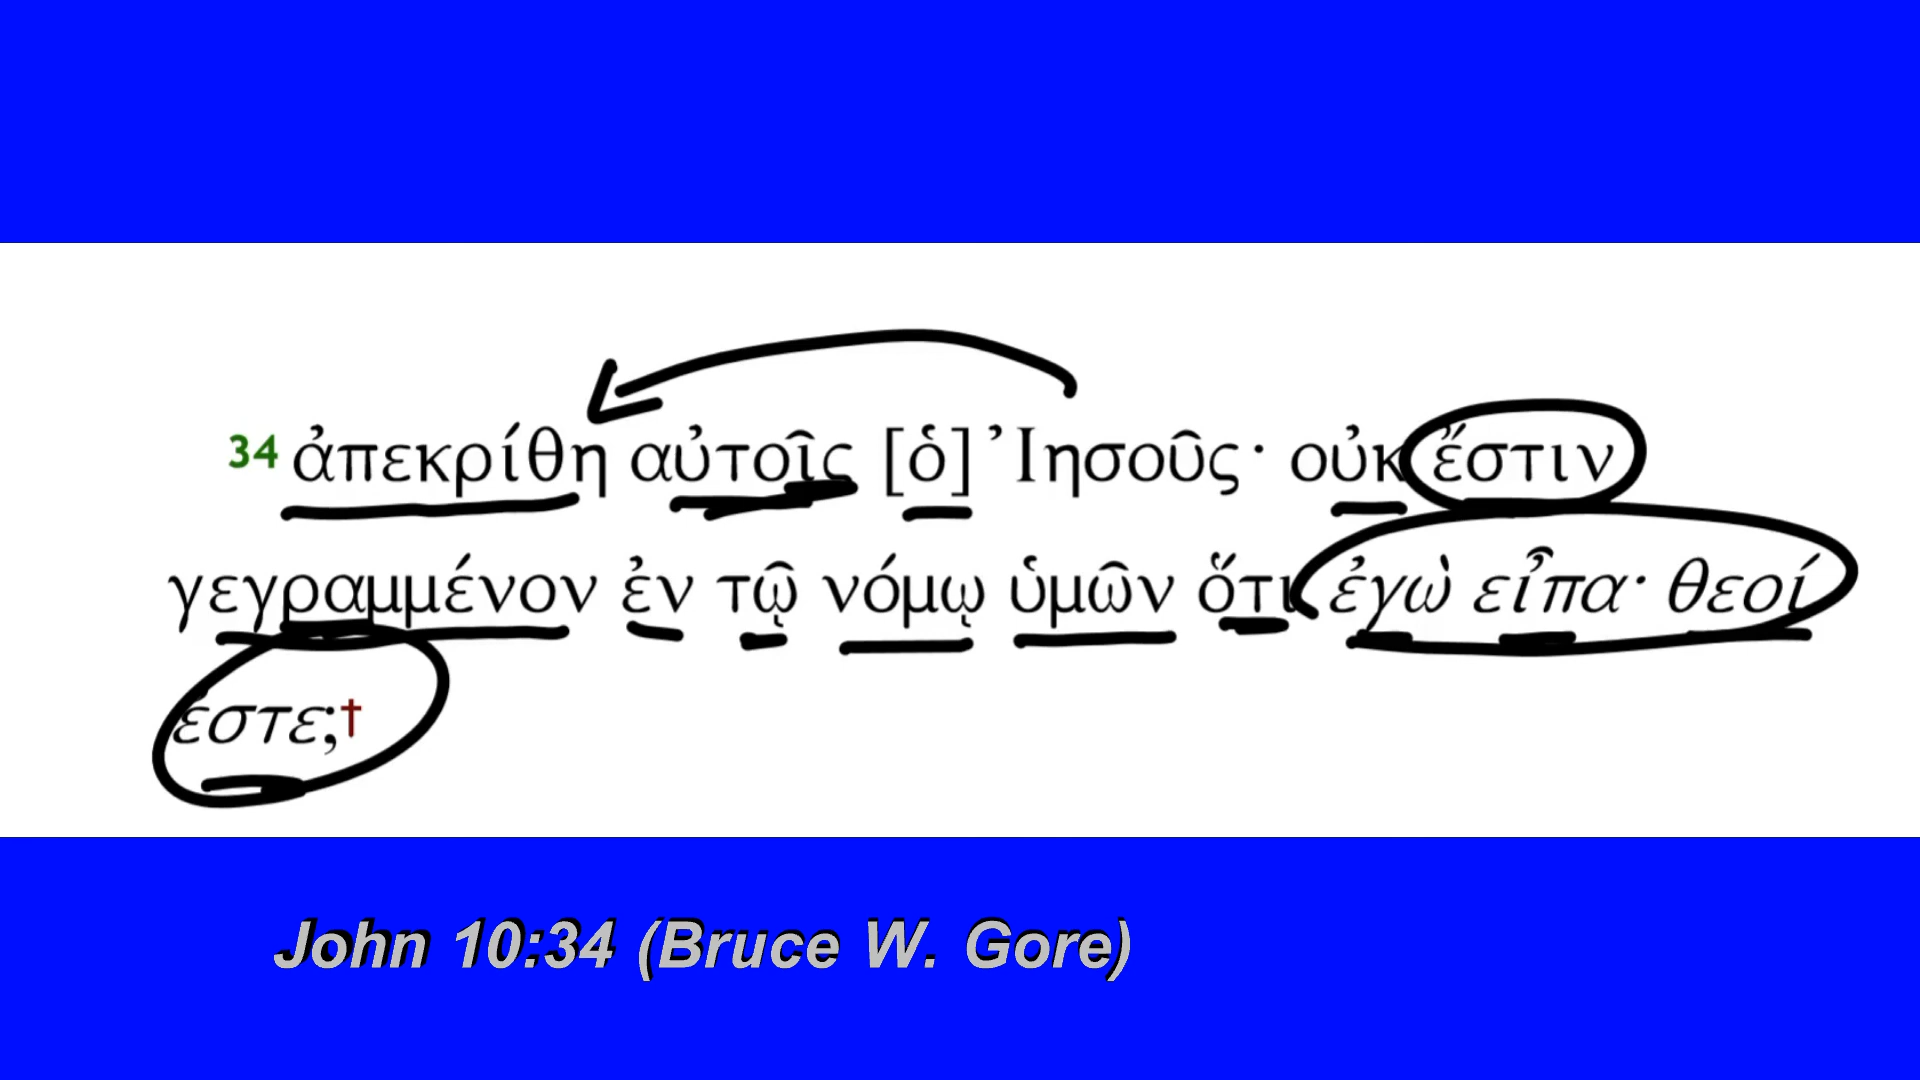 34 ἀπεκρίθη αὐτοῖς [ὁ] Ἰησοῦς· οὐκ ἔστιν
γεγραμμένον ἐν τῷ νόμῳ ὑμῶν ὅτι ἐγὼ εἶπα· θεοί
ἐστε;†
John 10:34 (Bruce W. Gore)